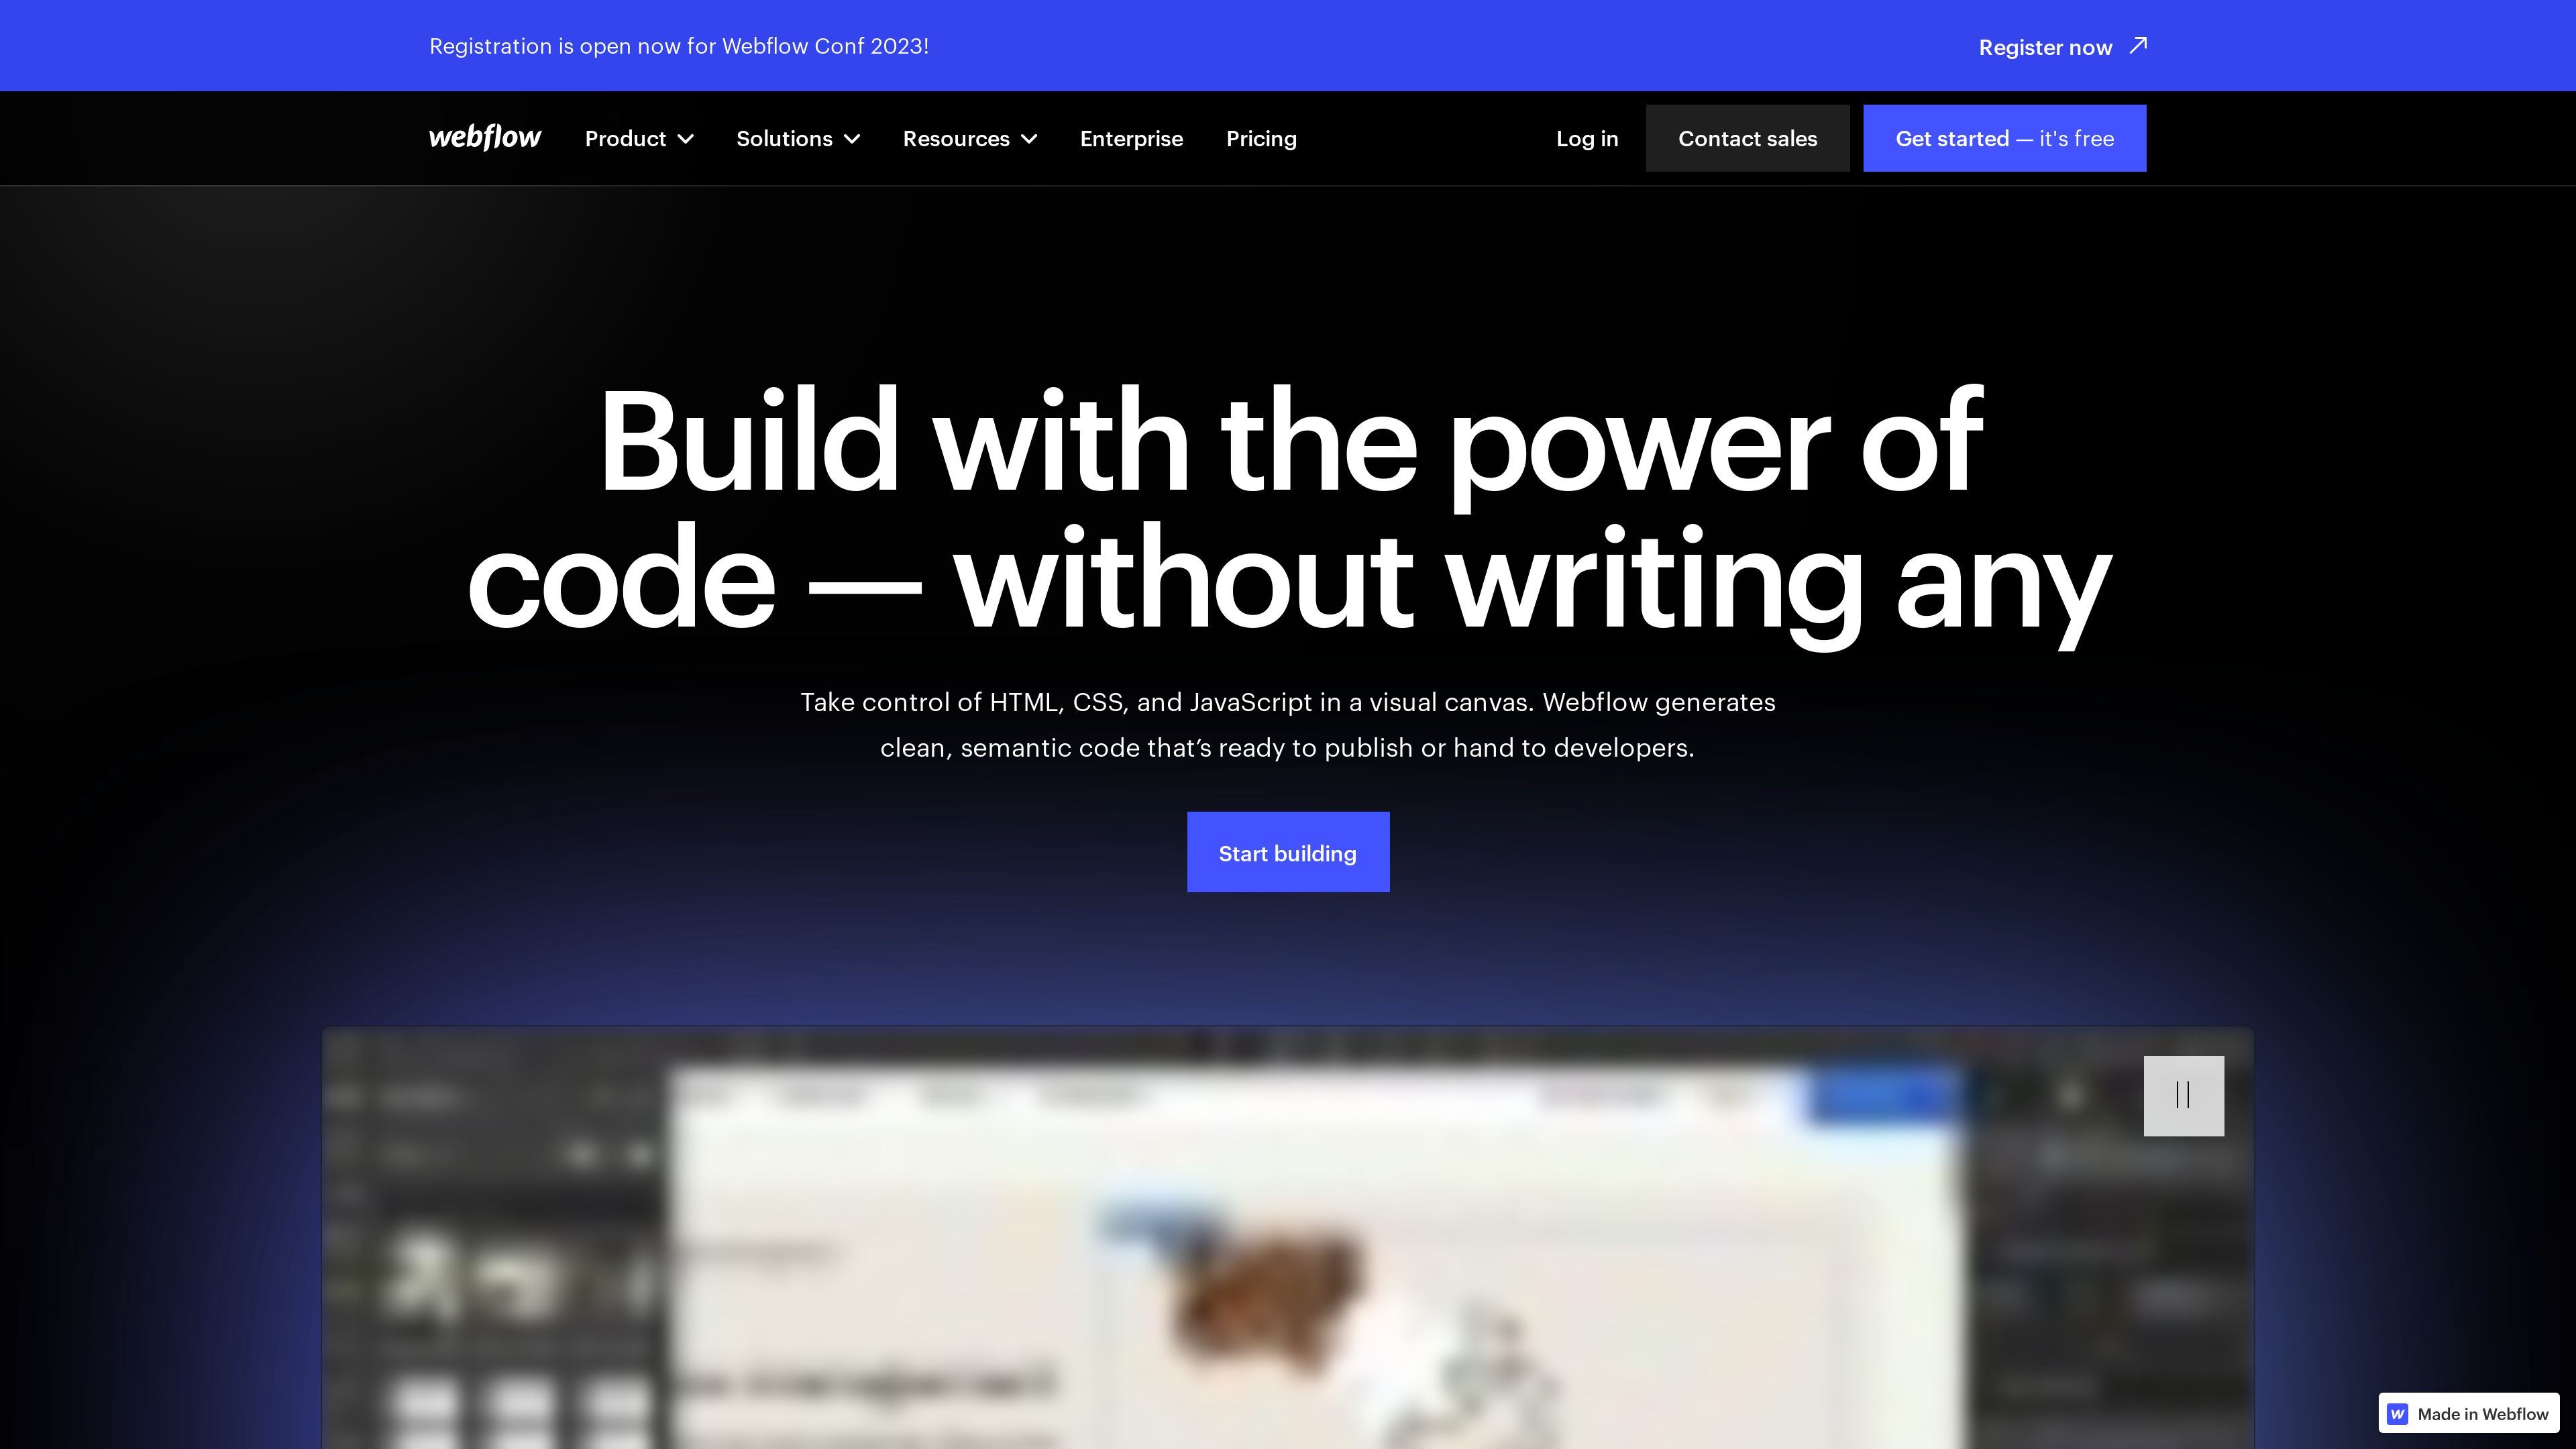 Registration is open now for Webflow Conf 2023!
Register now
webflow
Product
Solutions
Resources
Enterprise
Pricing
Log in
Contact sales
Get started — it's free
Build with the power of
code — without writing any
Take control of HTML, CSS, and JavaScript in a visual canvas. Webflow generates
clean, semantic code that’s ready to publish or hand to developers.
Start building
W Made in Webflow